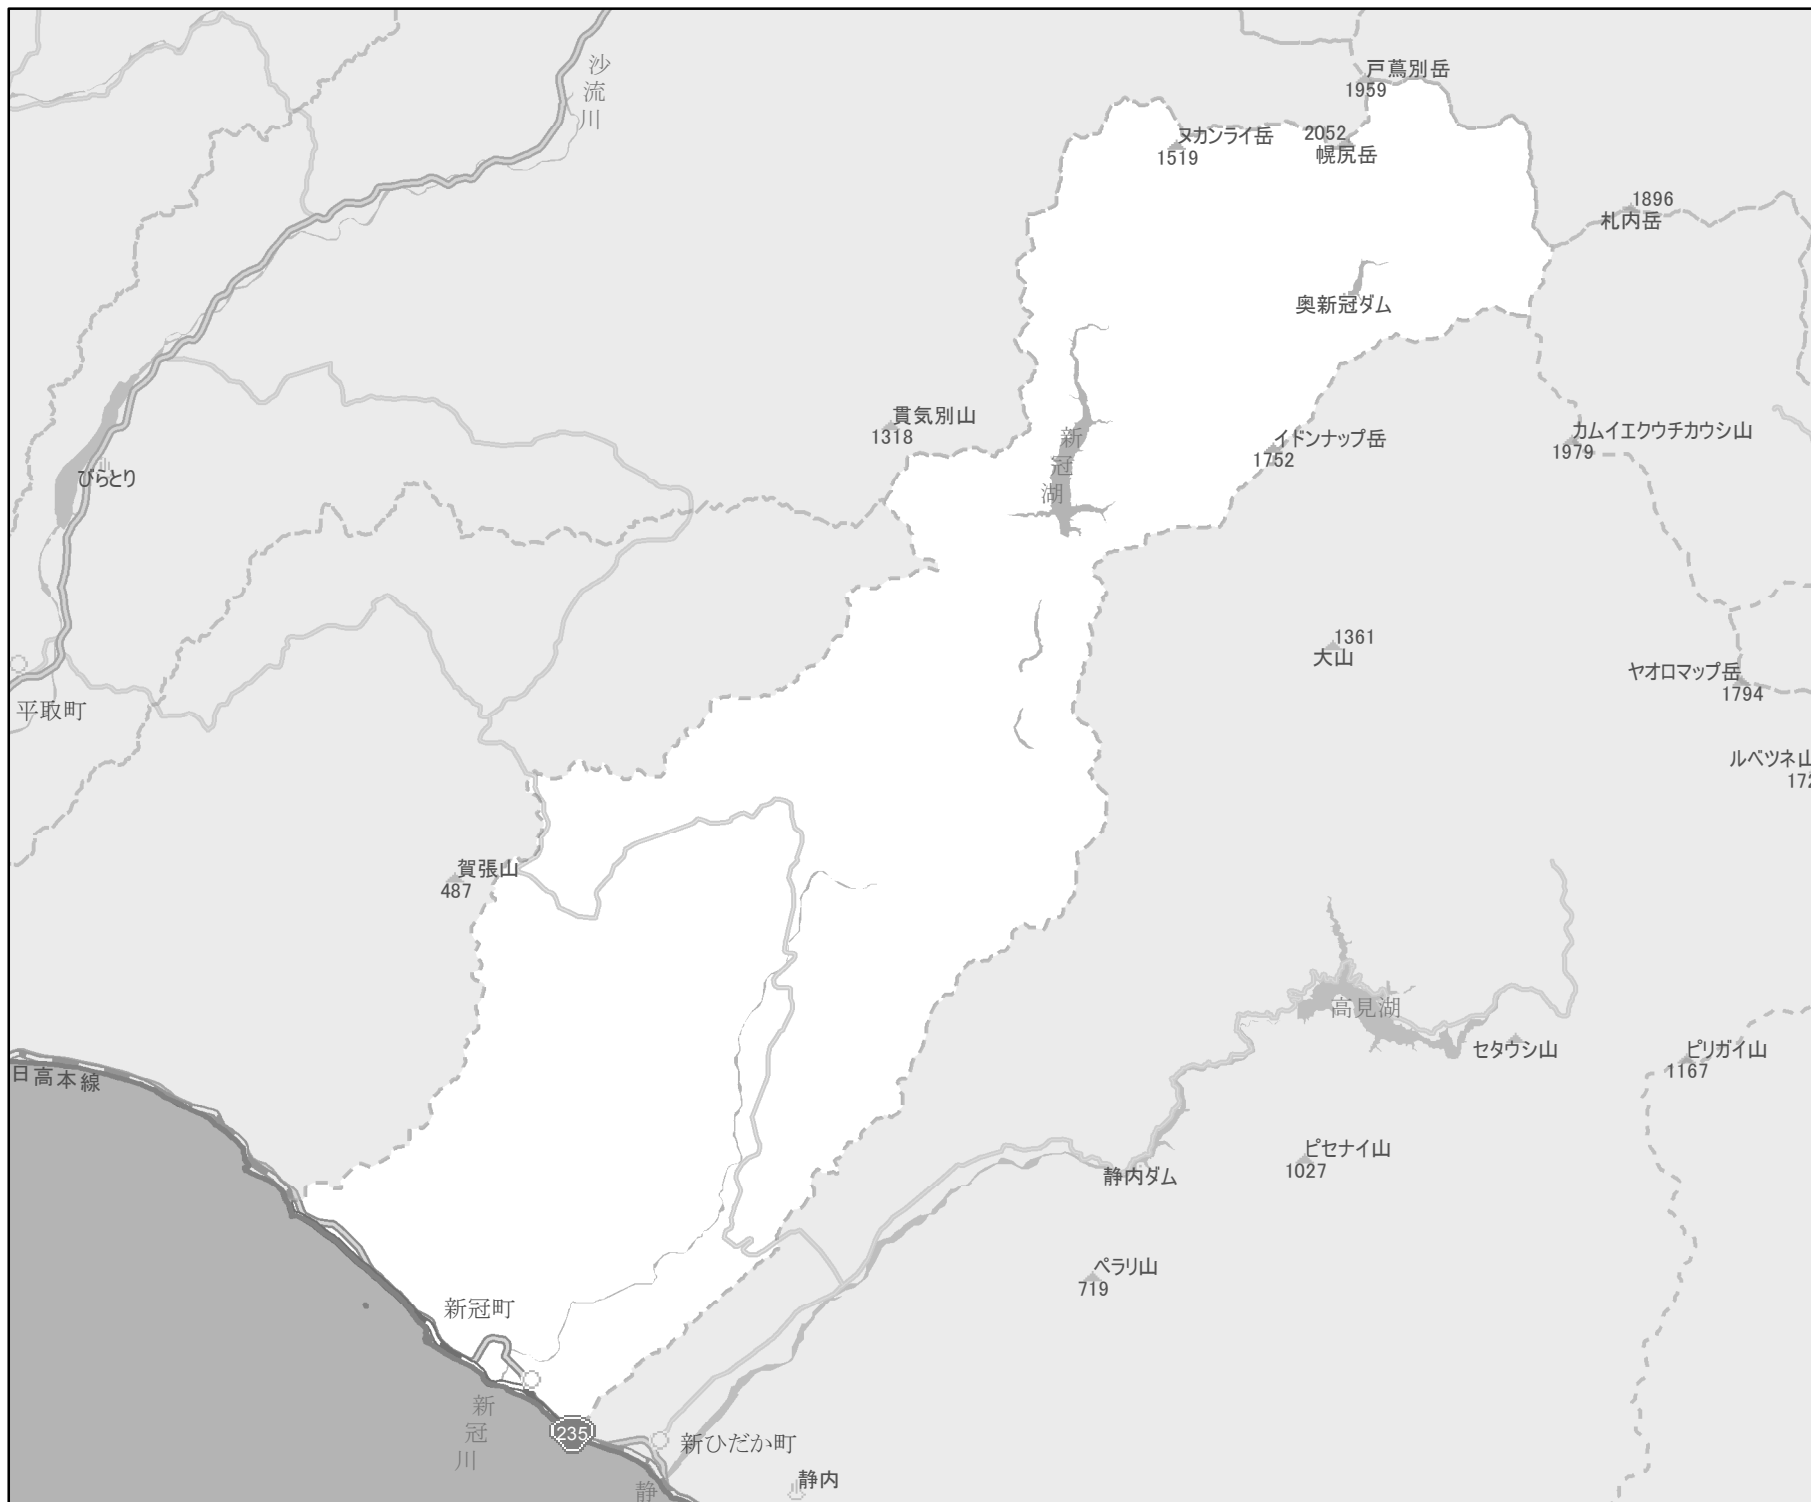 沙流川
戸蔦別岳
1959
ヌカンライ岳
1519
2052
幌尻岳
1896
札内岳
奥新冠ダム
貫気別山
1318
新冠湖
イドンナップ岳
1752
カムイエクウチカウシ山
1979
びらとり
1361
大山
ヤオロマップ岳
1794
平取町
ルベツネ山
172
賀張山
487
高見湖
セタウシ山
ピリガイ山
1167
日高本線
静内ダム
ピセナイ山
1027
ペラリ山
719
新冠町
新冠川
235
新ひだか町
静内
静